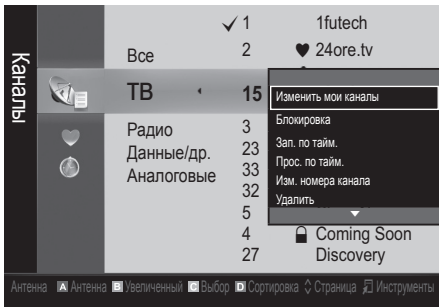 Каналы
✓ 1 1futech
Все 2 ♥ 24ore.tv
ТВ 15
Изменить мои каналы
Блокировка
Зап. по тайм.
Прос. по тайм.
Изм. номера канала
Удалить
Радио 3
Данные/др. 23
Аналоговые 33
32
5
4 Coming Soon
27 Discovery
Антенна A Антенна B Увеличенный C Выбор D Сортировка Страница Инструменты